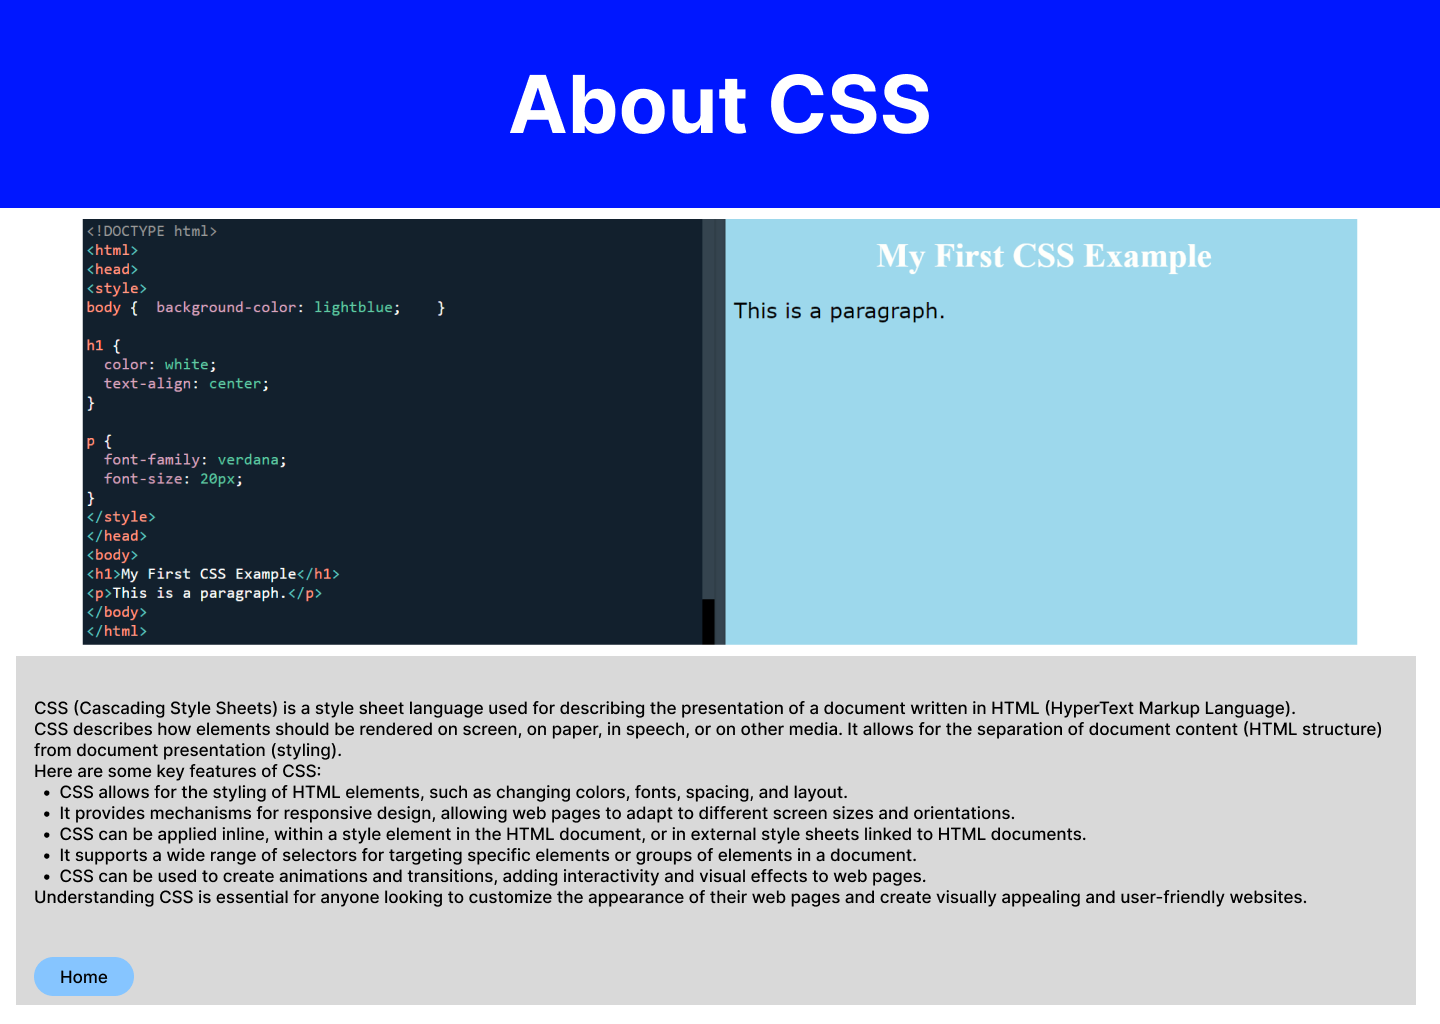 About CSS
<!DOCTYPE html>
<html>
<head>
<style>
body {  background-color: lightblue;    }
h1 {
  color: white;
  text-align: center;
}
p {
  font-family: verdana;
  font-size: 20px;
}
</style>
</head>
<body>
<h1>My First CSS Example</h1>
<p>This is a paragraph.</p>
</body>
</html>
My First CSS Example
This is a paragraph.
CSS (Cascading Style Sheets) is a style sheet language used for describing the presentation of a document written in HTML (HyperText Markup Language).
CSS describes how elements should be rendered on screen, on paper, in speech, or on other media. It allows for the separation of document content (HTML structure)
from document presentation (styling).
Here are some key features of CSS:
• CSS allows for the styling of HTML elements, such as changing colors, fonts, spacing, and layout.
• It provides mechanisms for responsive design, allowing web pages to adapt to different screen sizes and orientations.
• CSS can be applied inline, within a style element in the HTML document, or in external style sheets linked to HTML documents.
• It supports a wide range of selectors for targeting specific elements or groups of elements in a document.
• CSS can be used to create animations and transitions, adding interactivity and visual effects to web pages.
Understanding CSS is essential for anyone looking to customize the appearance of their web pages and create visually appealing and user-friendly websites.
Home